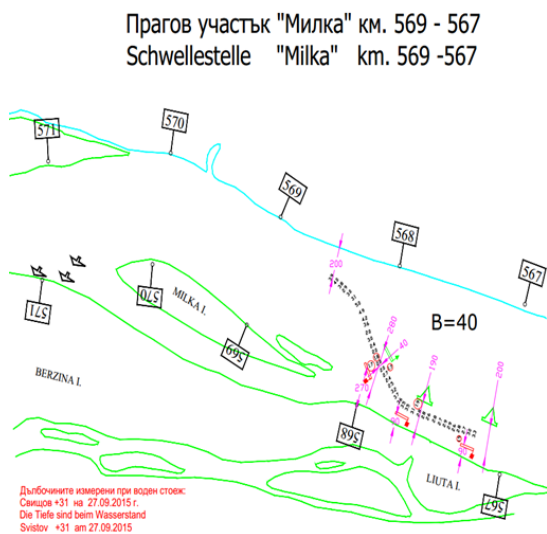 Прагов участък "Милка" км. 569 - 567
Schwellestelle "Milka" km. 569 -567
571
570
569
568
567
200
570
MILKA I.
571
569
B=40
280
40
BERZINA I.
190
200
568
LIUTA I.
567
Дълбочините измерени при воден стоеж:
Свищов +31 на 27.09.2015 г.
Die Tiefe sind beim Wasserstand
Svistov +31 am 27.09.2015